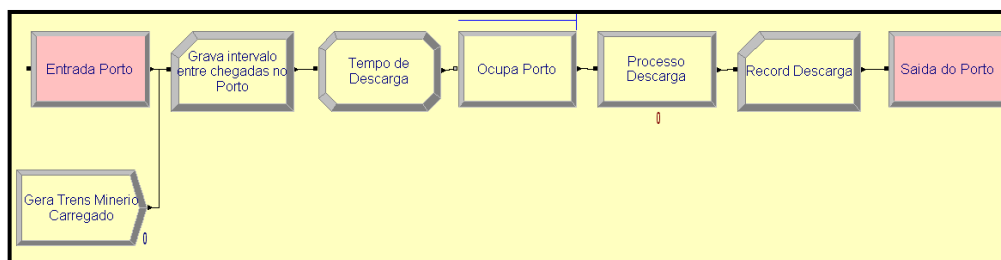 Entrada Porto
Grava intervalo
entre chegadas no
Porto
Tempo de
Descarga
Ocupa Porto
Processo
Descarga
Record Descarga
Saida do Porto
Gera Trens Minerio
Carregado
0
0